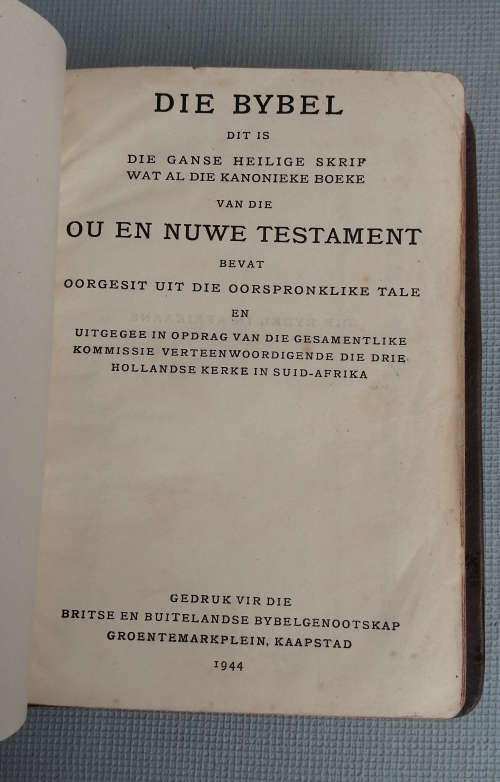 DIE BYBEL
DIT IS
DIE GANSE HEILIGE SKRIF
WAT AL DIE KANONIEKE BOEKE
VAN DIE
OU EN NUWE TESTAMENT
BEVAT
OORGESIT UIT DIE OORSPRONKLIKE TALE
EN
UITGEGEE IN OPDRAG VAN DIE GESAMENTLIKE
KOMMISSIE VERTEENWOORDIGENDE DIE DRIE
HOLLANDSE KERKE IN SUID-AFRIKA
GEDRUK VIR DIE
BRITSE EN BUITELANDSE BYBELGENOOTSKAP
GROENTEMARKPLEIN, KAAPSTAD
1944